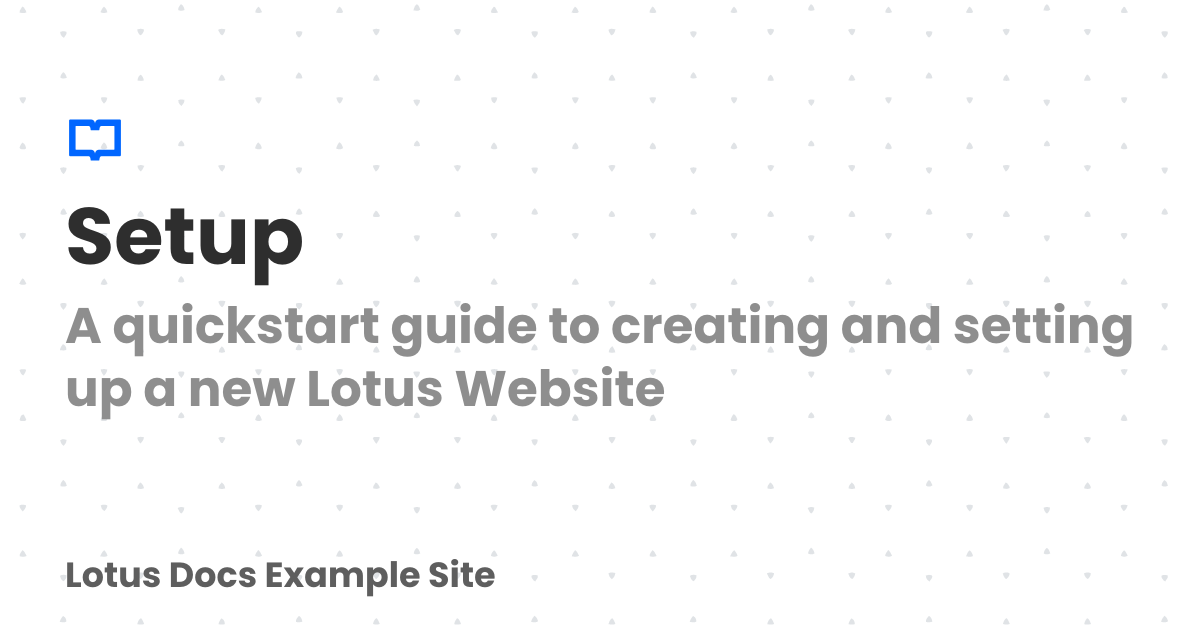 Setup
A quickstart guide to creating and setting
up a new Lotus Website
Lotus Docs Example Site